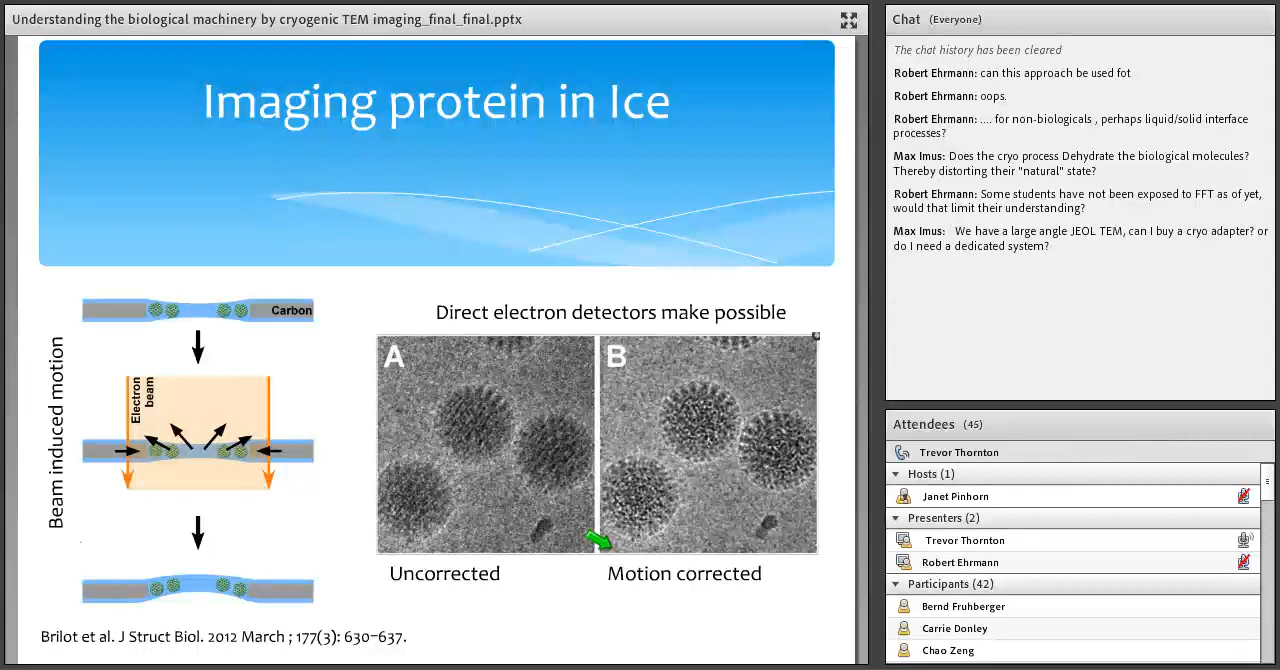 Understanding the biological machinery by cryogenic TEM imaging_final_final.pptx
Imaging protein in Ice
Beam induced motion
Carbon
Electron
beam
Direct electron detectors make possible
A
B
Uncorrected
Motion corrected
Brilot et al. J Struct Biol. 2012 March ; 177(3): 630–637.
Chat (Everyone)
The chat history has been cleared
Robert Ehrmann: can this approach be used fot
Robert Ehrmann: oops.
Robert Ehrmann: .... for non-biologicals , perhaps liquid/solid interface
processes?
Max Imus: Does the cryo process Dehydrate the biological molecules?
Thereby distorting their "natural" state?
Robert Ehrmann: Some students have not been exposed to FFT as of yet,
would that limit their understanding?
Max Imus: We have a large angle JEOL TEM, can I buy a cryo adapter? or
do I need a dedicated system?
Attendees (45)
Trevor Thornton
Hosts (1)
Janet Pinhorn
Presenters (2)
Trevor Thornton
Robert Ehrmann
Participants (42)
Bernd Fruhberger
Carrie Donley
Chao Zeng